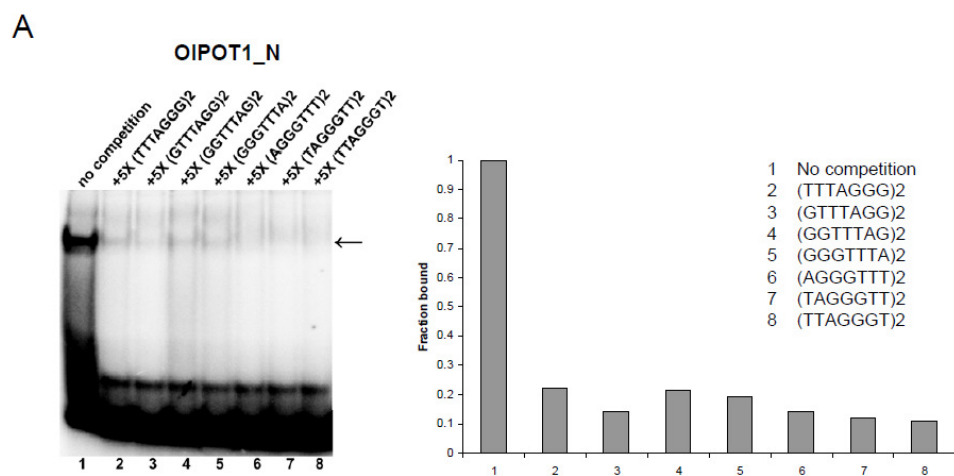 A
OlPOT1_N
no competition
+5X (TTTAGGG)2
+5X (GTTTAGG)2
+5X (GGTTTAG)2
+5X (GGGTTTA)2
+5X (AGGGTTT)2
+5X (TAGGGTT)2
+5X (TTAGGGT)2
←
1 2 3 4 5 6 7 8
Fraction bound
1
0.9
0.8
0.7
0.6
0.5
0.4
0.3
0.2
0.1
1 2 3 4 5 6 7 8
1 No competition
2 (TTTAGGG)2
3 (GTTTAGG)2
4 (GGTTTAG)2
5 (GGGTTTA)2
6 (AGGGTTT)2
7 (TAGGGTT)2
8 (TTAGGGT)2